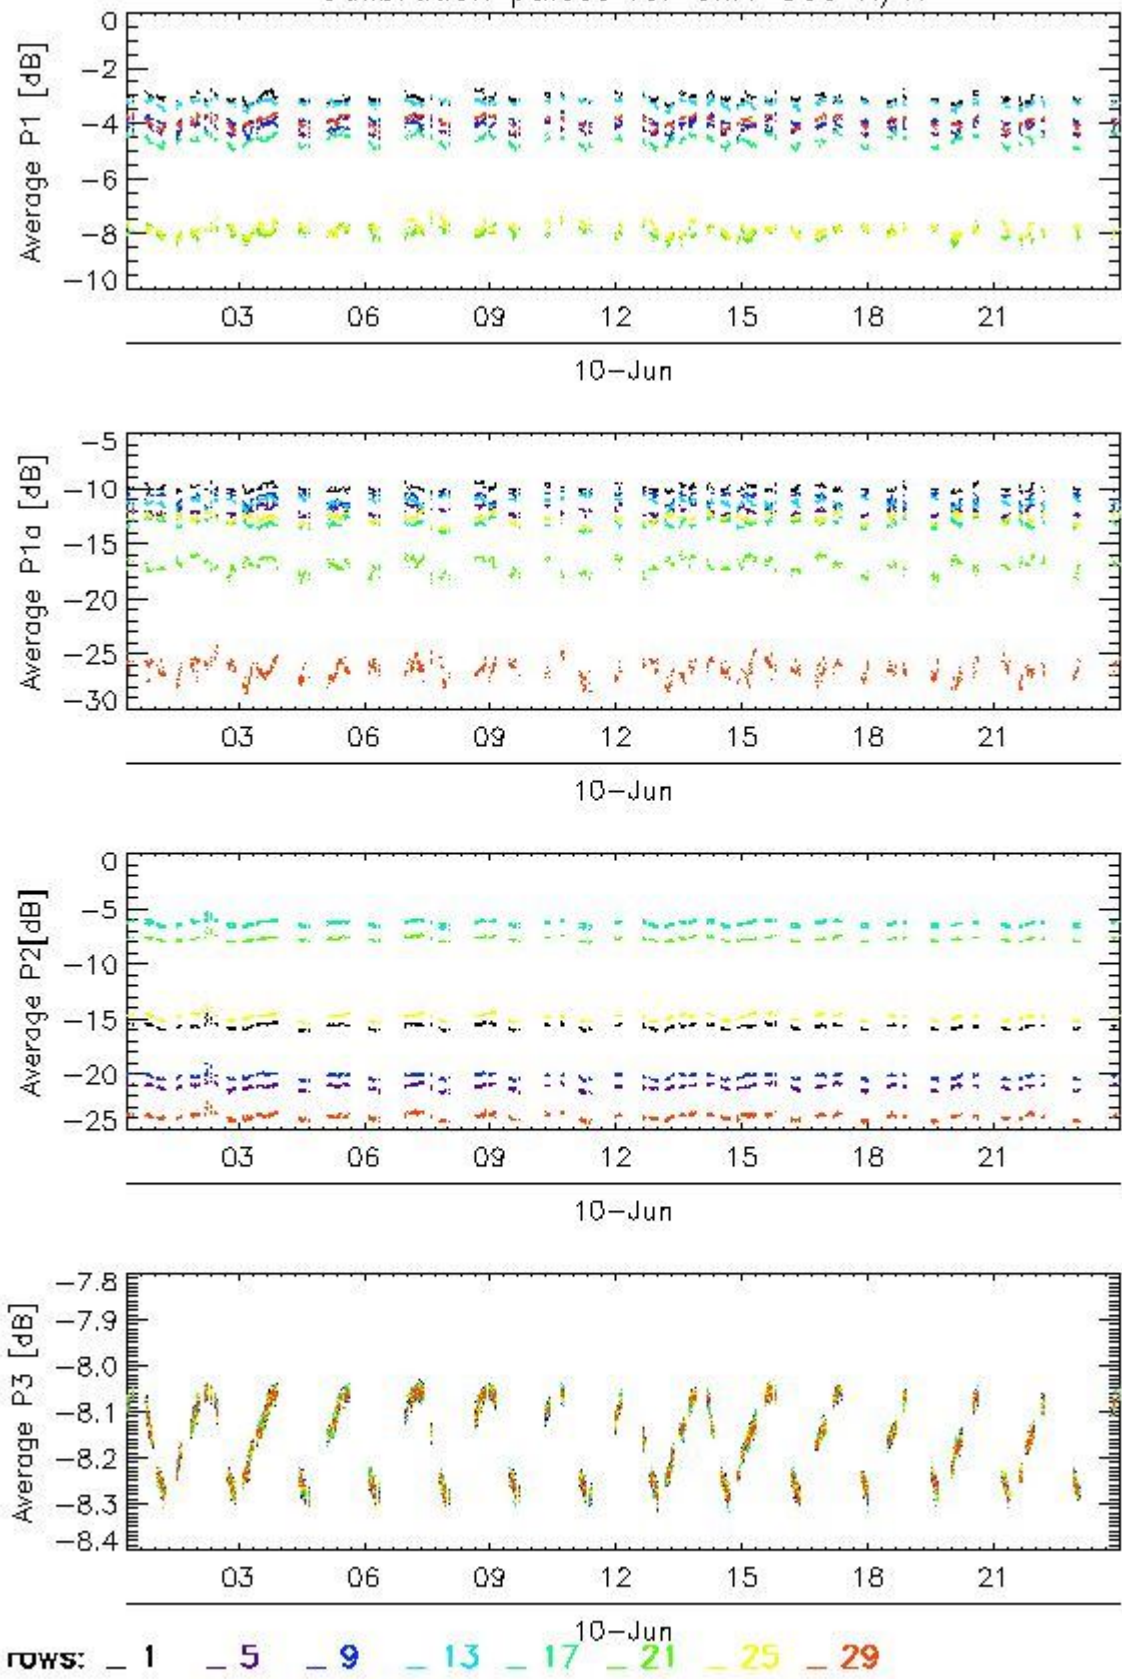 0
-2
-4
-6
-8
-10
Average P1 [dB]
03 06 09 12 15 18 21
10-Jun
-5
-10
-15
-20
-25
-30
Average P1a [dB]
03 06 09 12 15 18 21
10-Jun
0
-5
-10
-15
-20
-25
Average P2[dB]
03 06 09 12 15 18 21
10-Jun
-7.8
-7.9
-8.0
-8.1
-8.2
-8.3
-8.4
Average P3 [dB]
03 06 09 12 15 18 21
10-Jun
rows: _ 1 _ 5 _ 9 _ 13 _ 17 _ 21 _ 25 _ 29